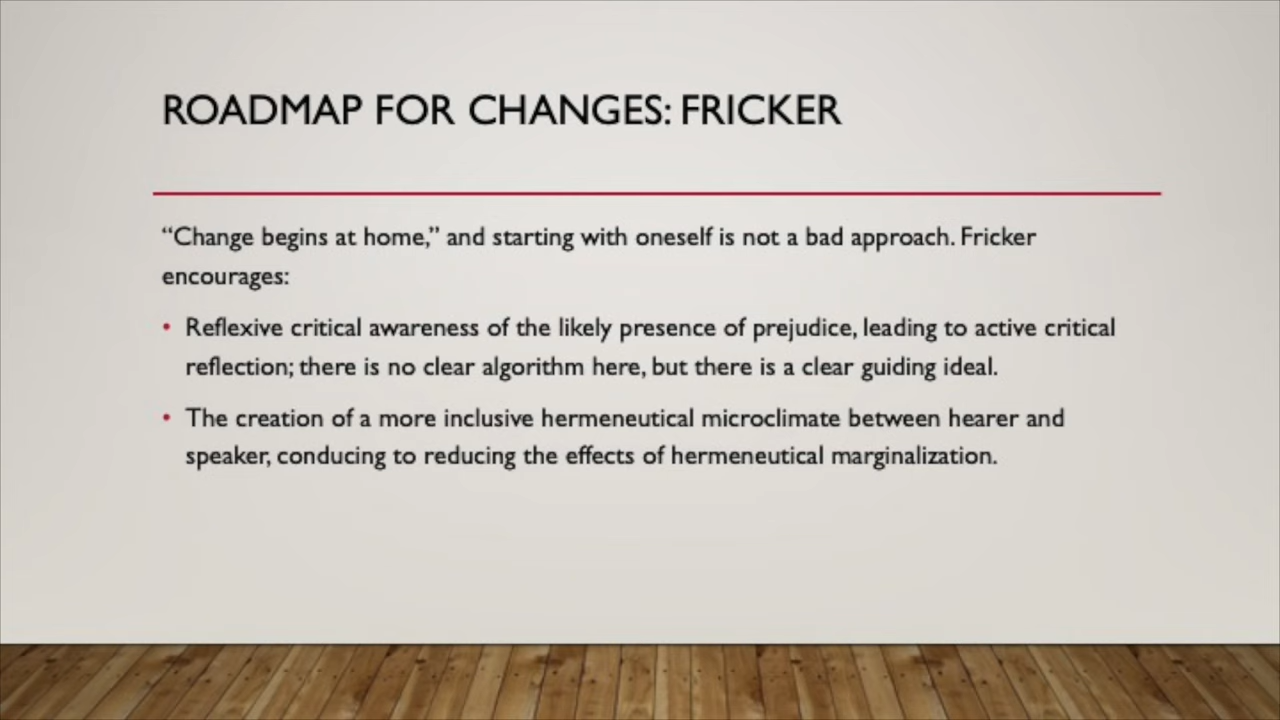 ROADMAP FOR CHANGES: FRICKER
“Change begins at home,” and starting with oneself is not a bad approach. Fricker
encourages:
• Reflexive critical awareness of the likely presence of prejudice, leading to active critical
reflection; there is no clear algorithm here, but there is a clear guiding ideal.
• The creation of a more inclusive hermeneutical microclimate between hearer and
speaker, conducing to reducing the effects of hermeneutical marginalization.